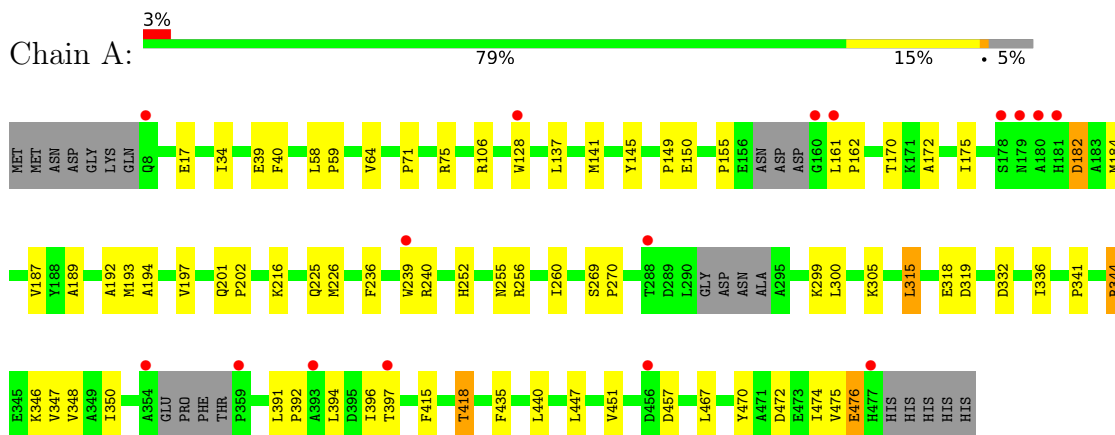 3%
Chain A:
79% 15% • 5%
MET MET ASN ASP GLY LYS GLN Q8 E17 I34 E39 F40 L58 P59 V64 P71 R75 R106 W128 L137 M141 Y145 P149 E150 P155 E156 ASN ASP ASP G160 L161 P162 T170 K171 A172 I175 S178 N179 A180 H181 D182 A183 M184
V187 Y188 A189 A192 M193 A194 V197 Q201 P202 K216 Q225 M226 F236 W239 R240 H252 N255 R256 I260 S269 P270 T288 D289 L290 GLY ASP ASN ALA A295 K299 L300 K305 L315 E318 D319 D332 I336 P341 R344
E345 K346 V347 V348 A349 I350 A354 GLU PRO PHE THR P359 L391 P392 A393 L394 D395 I396 T397 F415 T418 F435 L440 L447 V451 D456 D457 L467 Y470 A471 D472 E473 I474 V475 E476 H477 HIS HIS HIS HIS HIS